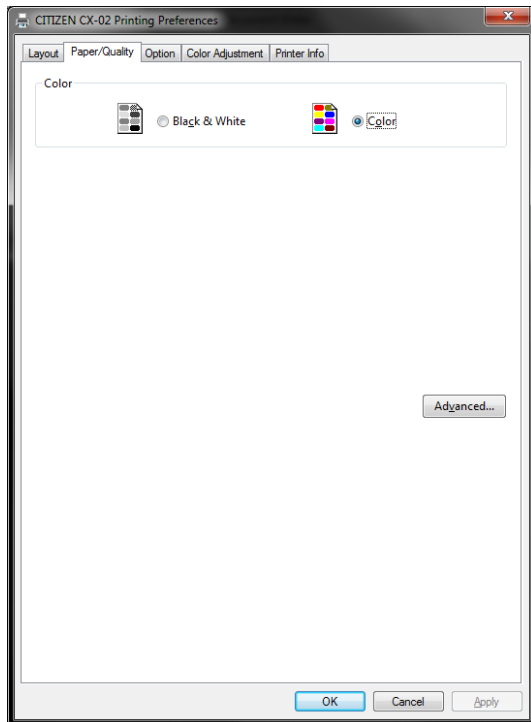 CITIZEN CX-02 Printing Preferences
Layout Paper/Quality Option Color Adjustment Printer Info
Color
Black & White Color
Advanced...
OK Cancel Apply